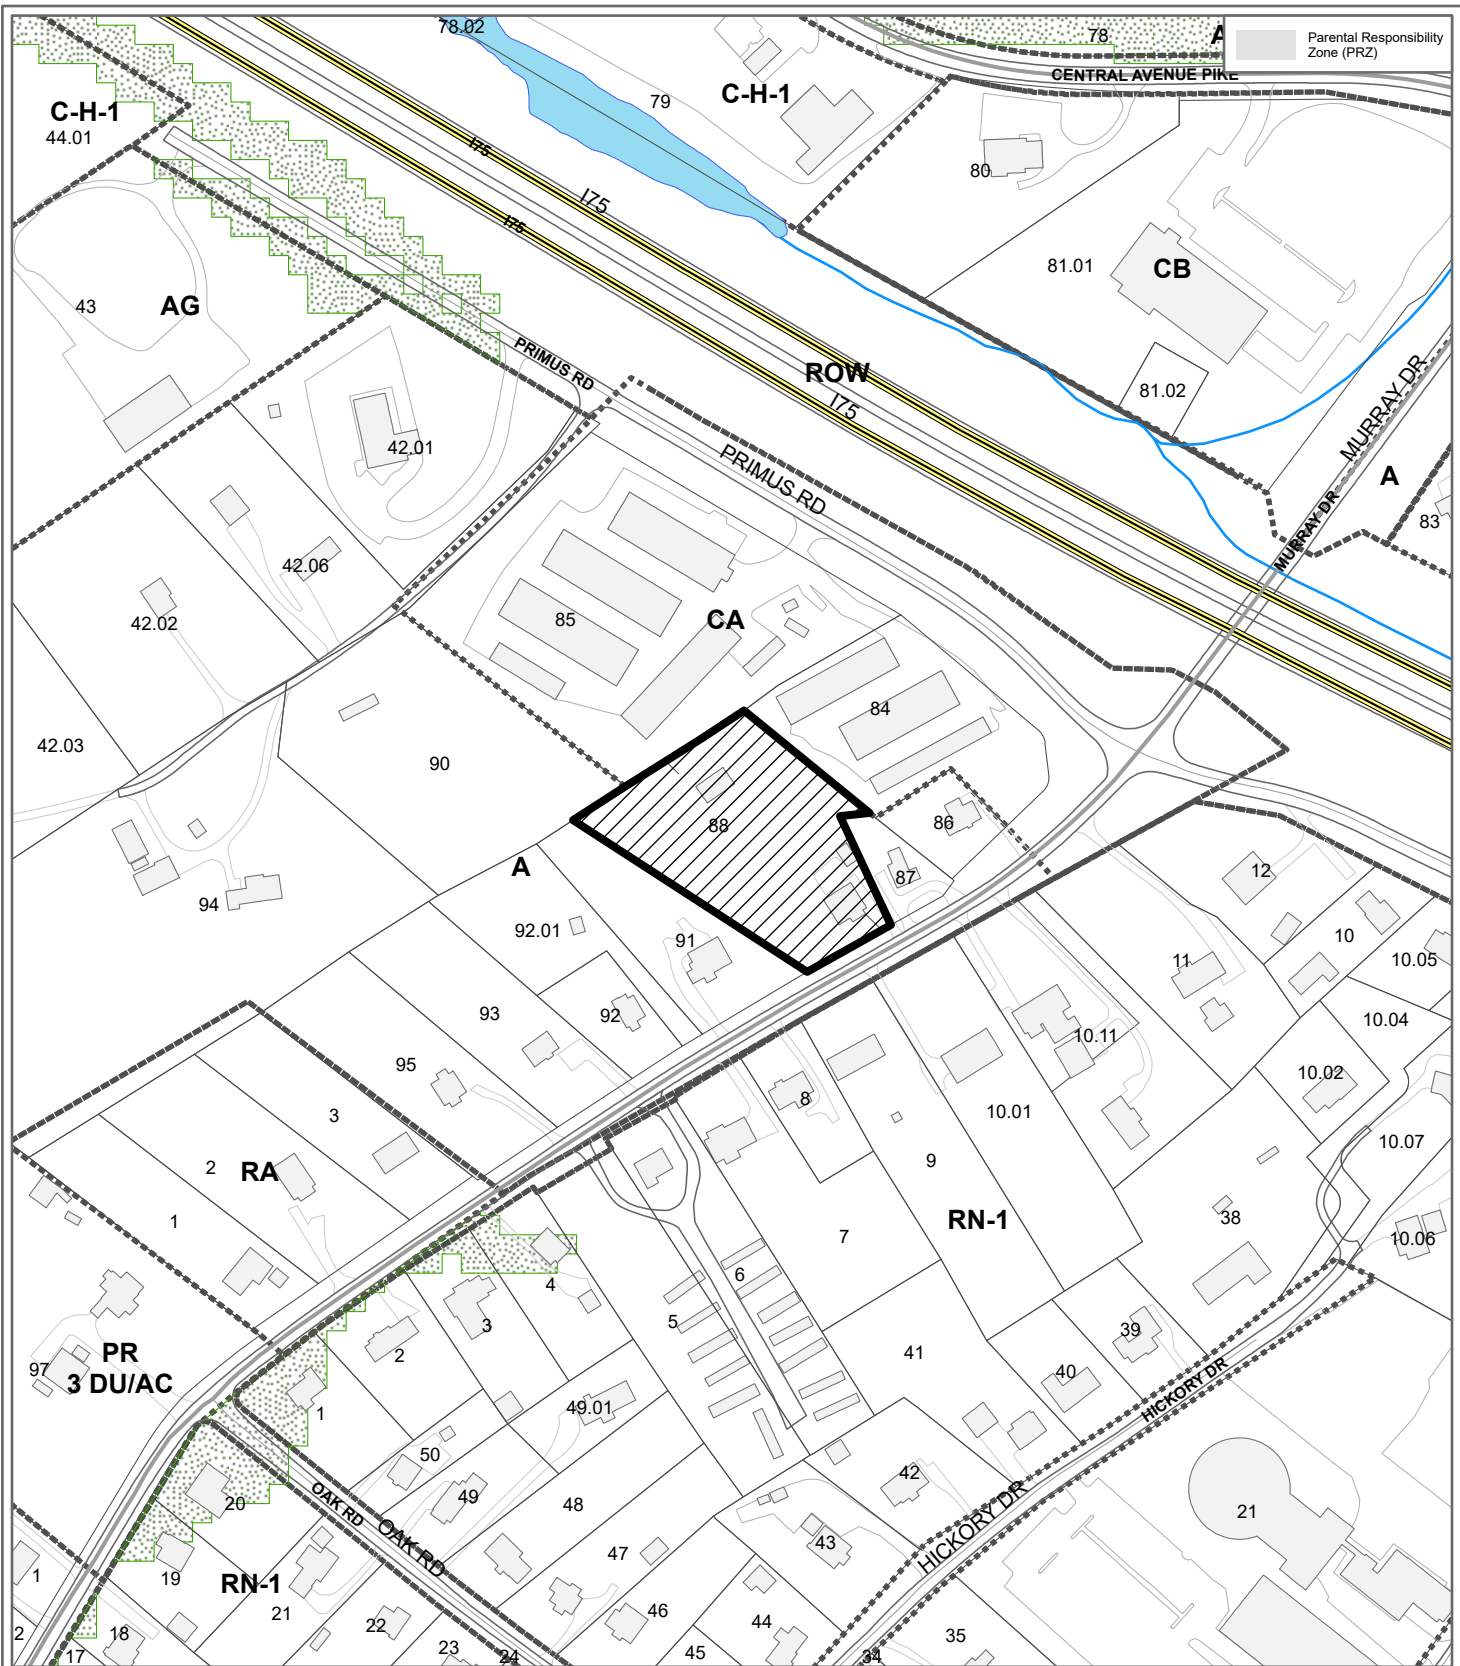 78.02
78
A
Parental Responsibility
Zone (PRZ)
CENTRAL AVENUE PIKE
C-H-1
44.01
79
C-H-1
I75
I75
I75
80
81.01
CB
43
AG
PRIMUS RD
ROW
I75
81.02
MURRAY DR
A
83
MURRAY DR
42.01
PRIMUS RD
42.06
42.02
85
CA
84
42.03
90
88
86
87
12
A
94
92.01
91
10
11
10.05
93
92
10.04
10.11
95
10.02
8
3
10.01
10.07
2
RA
9
1
7
RN-1
38
10.06
6
4
5
3
39
PR
3 DU/AC
97
2
41
40
HICKORY DR
1
49.01
50
42
49
48
OAK RD
OAK RD
20
HICKORY DR
21
43
47
1
19
RN-1
21
46
44
22
2
18
17
23
24
45
34
35